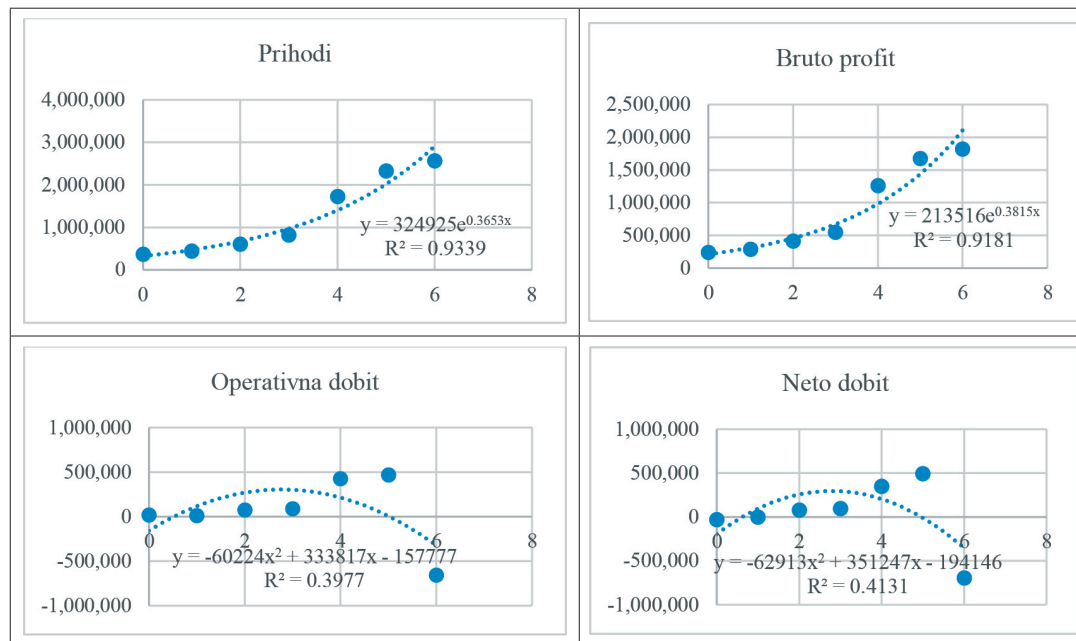 Prihodi
4,000,000
3,000,000
2,000,000
1,000,000
0
y = 324925e^0.3653x
R² = 0.9339
0 2 4 6 8
Bruto profit
2,500,000
2,000,000
1,500,000
1,000,000
500,000
0
y = 213516e^0.3815x
R² = 0.9181
0 2 4 6 8
Operativna dobit
1,000,000
500,000
0
-500,000
-1,000,000
0 2 4 6 8
y = -60224x² + 333817x - 157777
R² = 0.3977
Neto dobit
1,000,000
500,000
0
-500,000
-1,000,000
0 2 4 6 8
y = -62913x² + 351247x - 194146
R² = 0.4131